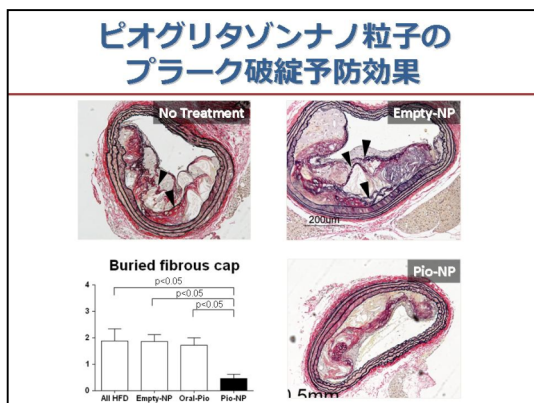 ピオグリタゾンナノ粒子の
プラーク破綻予防効果
No Treatment
Empty-NP
200um
Buried fibrous cap
p<0.05
p<0.05
p<0.05
4
3
2
1
0
All HFD Empty-NP Oral-Pio Pio-NP
Pio-NP
0.5mm